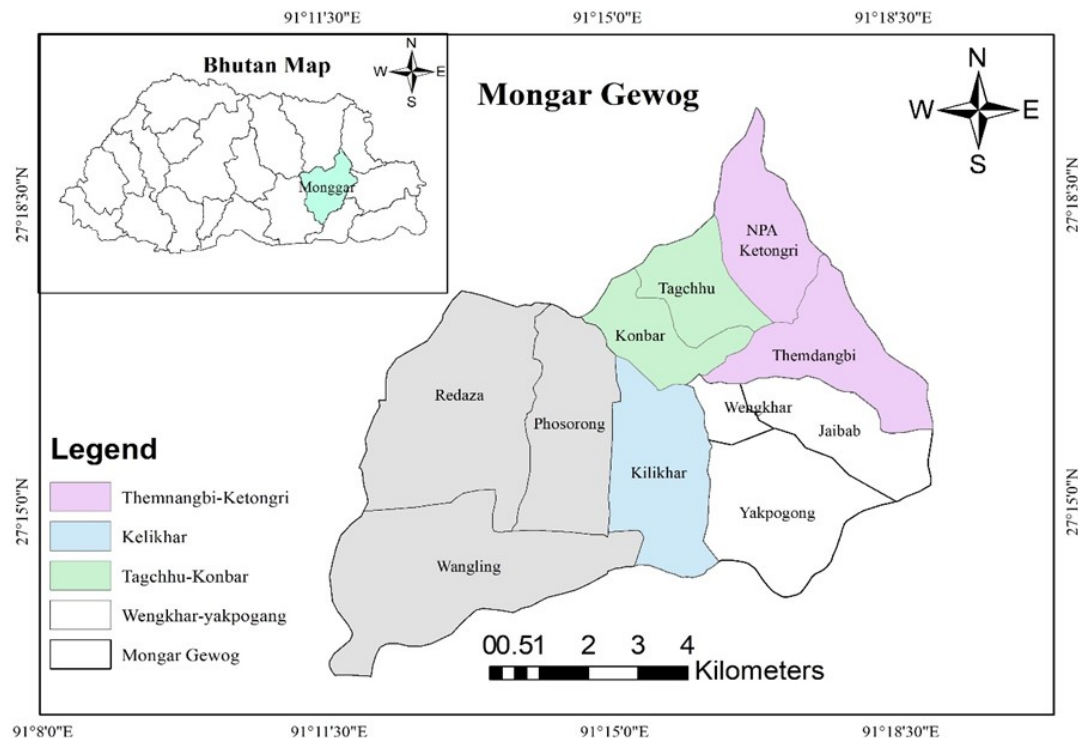 91°11'30"E
91°15'0"E
91°18'30"E
Bhutan Map
N
W
E
S
Monggar
Mongar Gewog
N
W
E
S
27°18'30"N
27°18'30"N
NPA
Ketongri
Tagchhu
Konbar
Themdangbi
Redaza
Phosorong
Wengkhar
Jaibab
Kilikhar
Yakpogong
Wangling
Legend
Themnangbi-Ketongri
Kelikhar
Tagchhu-Konbar
Wengkhar-yakpogang
Mongar Gewog
27°15'0"N
27°15'0"N
00.51 2 3 4
Kilometers
91°8'0"E
91°11'30"E
91°15'0"E
91°18'30"E